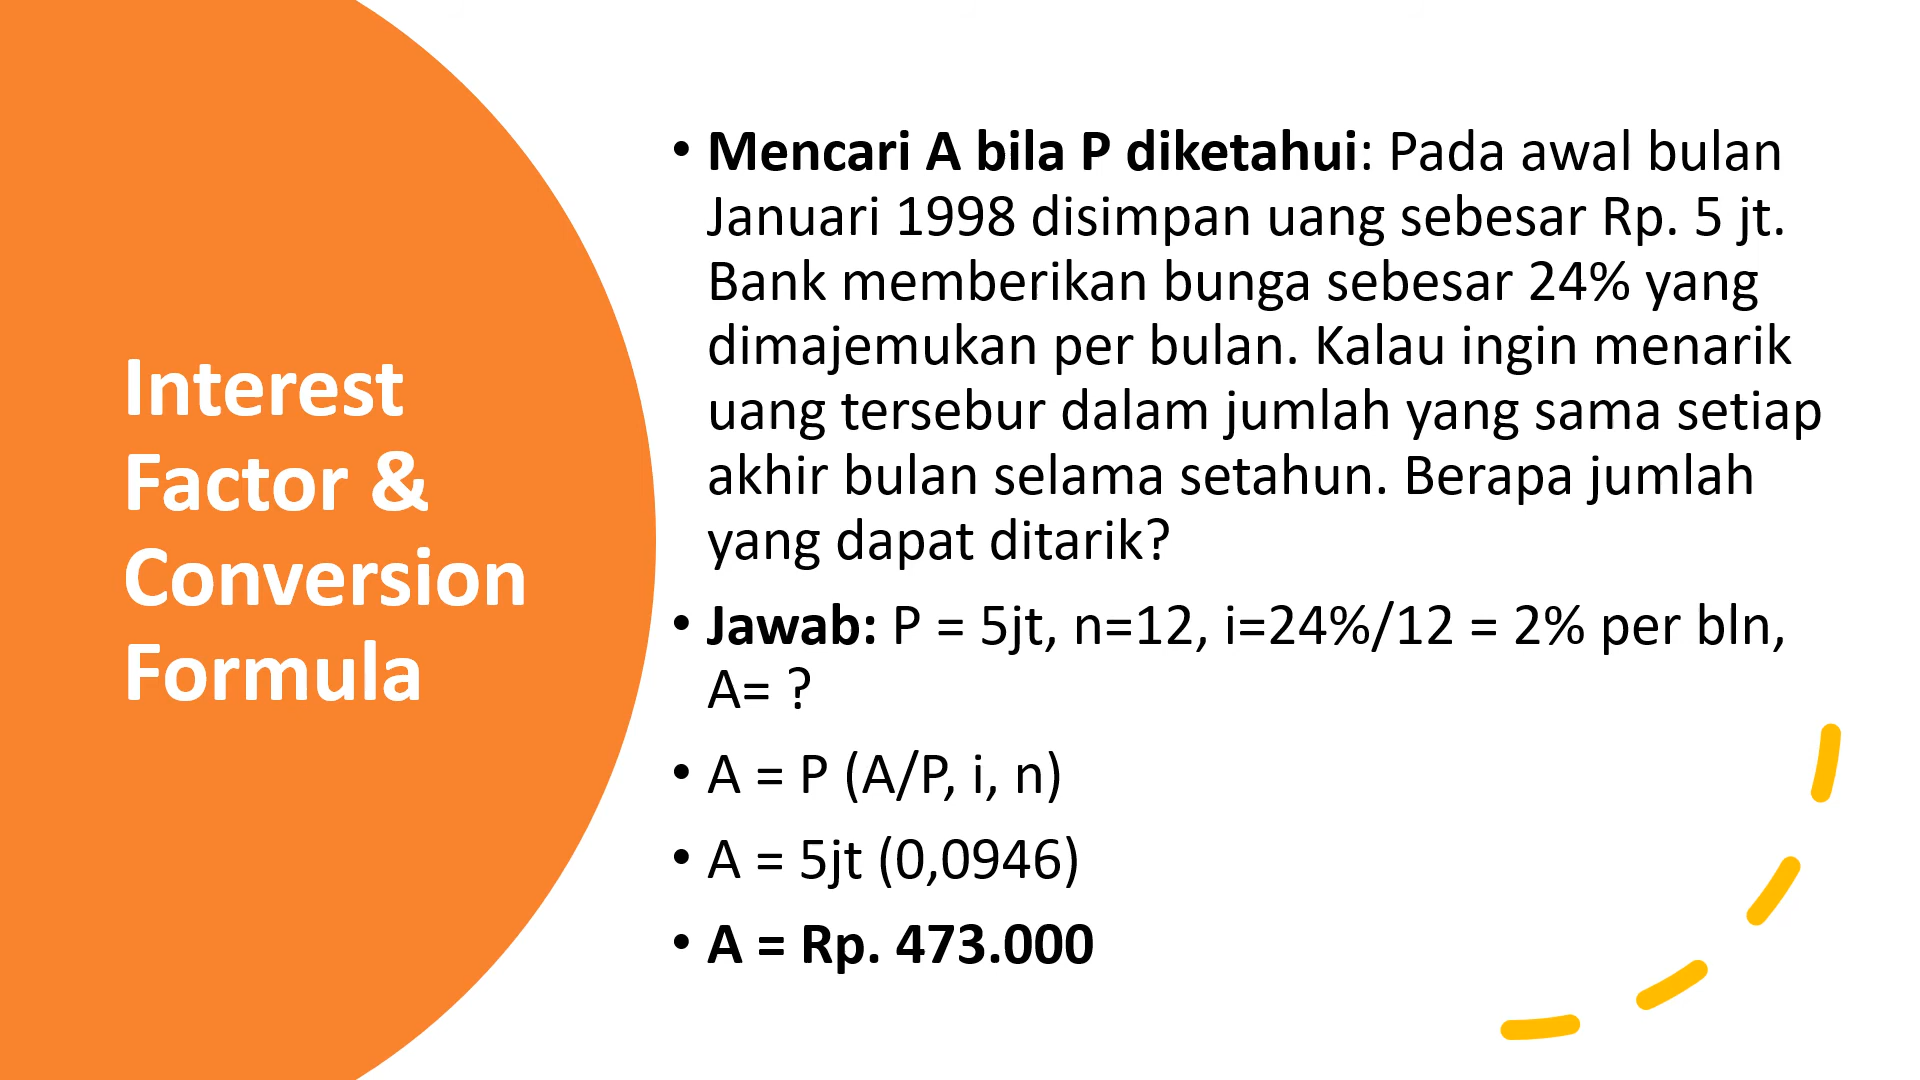 Interest
Factor &
Conversion
Formula
• Mencari A bila P diketahui: Pada awal bulan
Januari 1998 disimpan uang sebesar Rp. 5 jt.
Bank memberikan bunga sebesar 24% yang
dimajemukan per bulan. Kalau ingin menarik
uang tersebur dalam jumlah yang sama setiap
akhir bulan selama setahun. Berapa jumlah
yang dapat ditarik?
• Jawab: P = 5jt, n=12, i=24%/12 = 2% per bln,
A= ?
• A = P (A/P, i, n)
• A = 5jt (0,0946)
• A = Rp. 473.000